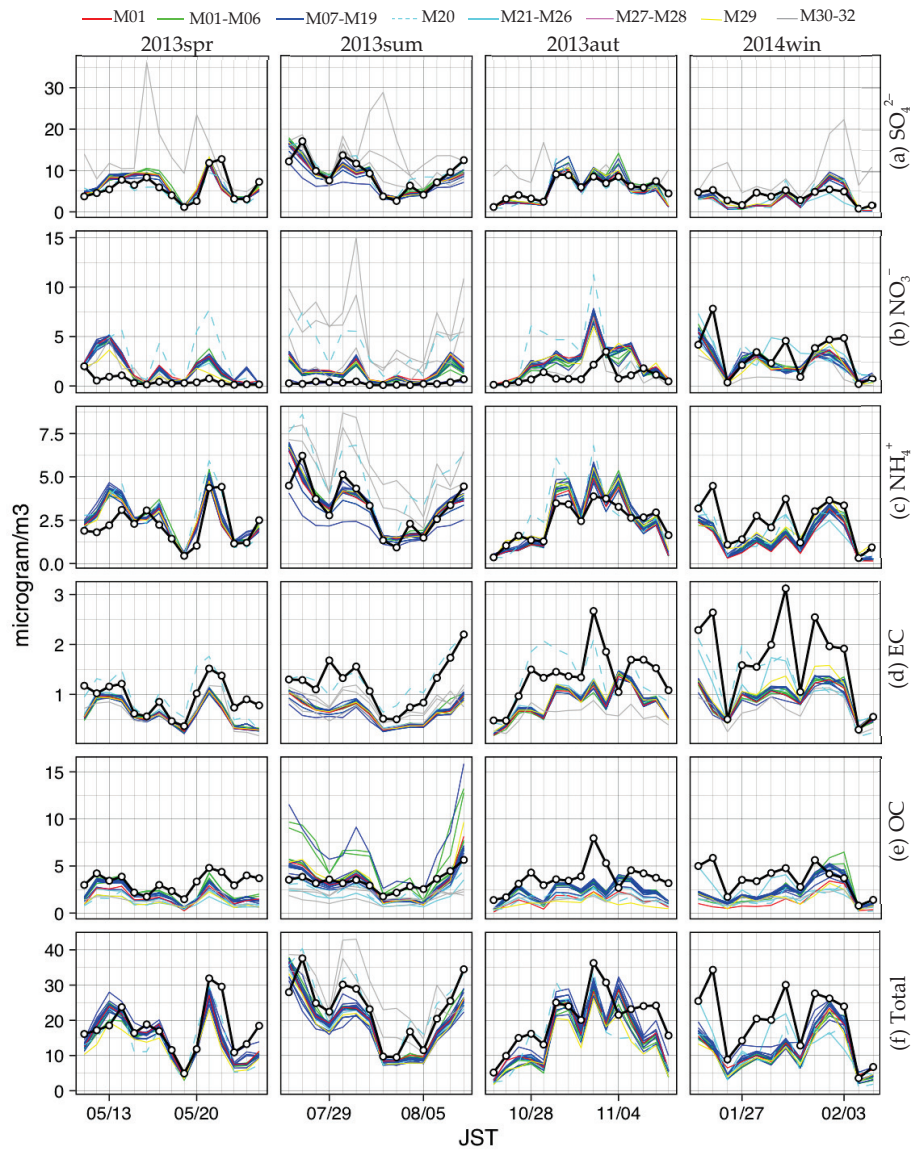 M01 M01-M06 M07-M19 M20 M21-M26 M27-M28 M29 M30-32
2013spr 2013sum 2013aut 2014win
30
20
10
0
(a) SO₄²⁻
15
10
5
0
(b) NO₃⁻
7.5
5.0
2.5
0.0
(c) NH₄⁺
microgram/m3
3
2
1
(d) EC
15
10
5
0
(e) OC
40
30
20
10
0
(f) Total
05/13 05/20 07/29 08/05 10/28 11/04 01/27 02/03
JST